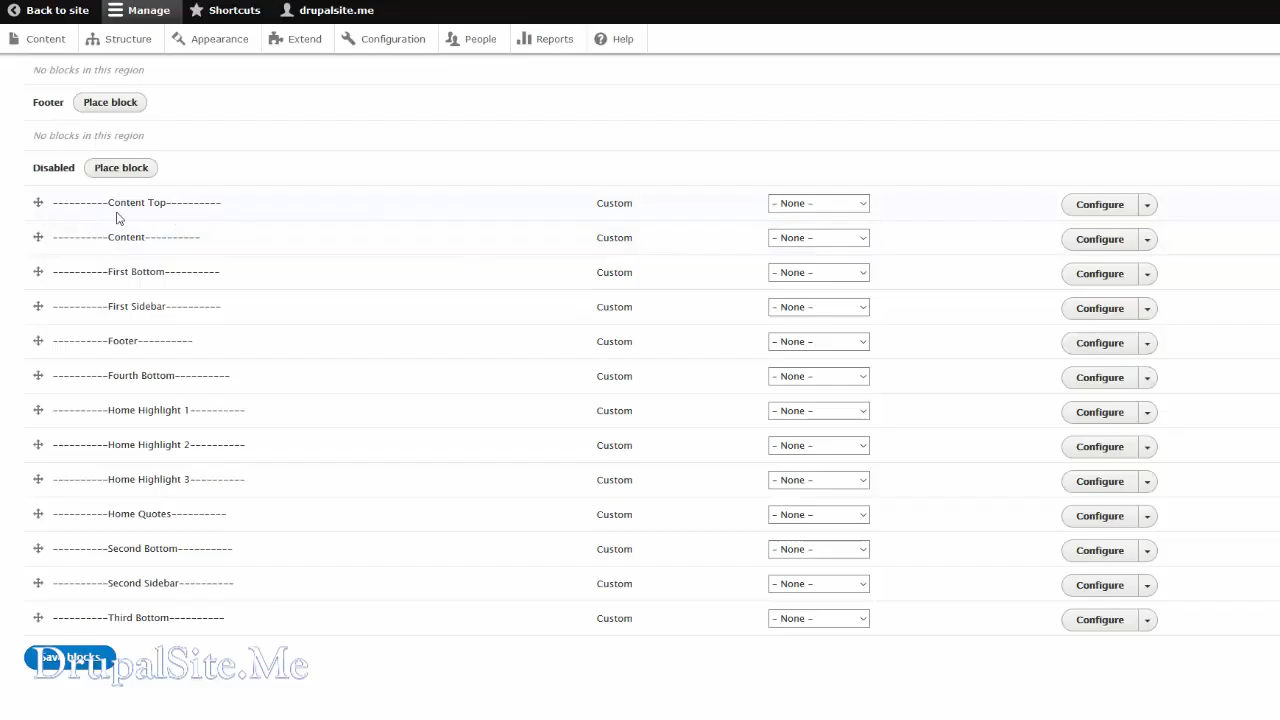 Back to site Manage Shortcuts drupalsite.me
Content Structure Appearance Extend Configuration People Reports Help
No blocks in this region
Footer Place block
No blocks in this region
Disabled Place block
----------Content Top---------- Custom - None - Configure
----------Content---------- Custom - None - Configure
----------First Bottom---------- Custom - None - Configure
----------First Sidebar---------- Custom - None - Configure
----------Footer---------- Custom - None - Configure
----------Fourth Bottom---------- Custom - None - Configure
----------Home Highlight 1---------- Custom - None - Configure
----------Home Highlight 2---------- Custom - None - Configure
----------Home Highlight 3---------- Custom - None - Configure
----------Home Quotes---------- Custom - None - Configure
----------Second Bottom---------- Custom - None - Configure
----------Second Sidebar---------- Custom - None - Configure
----------Third Bottom---------- Custom - None - Configure
Save blocks
DrupalSite.Me